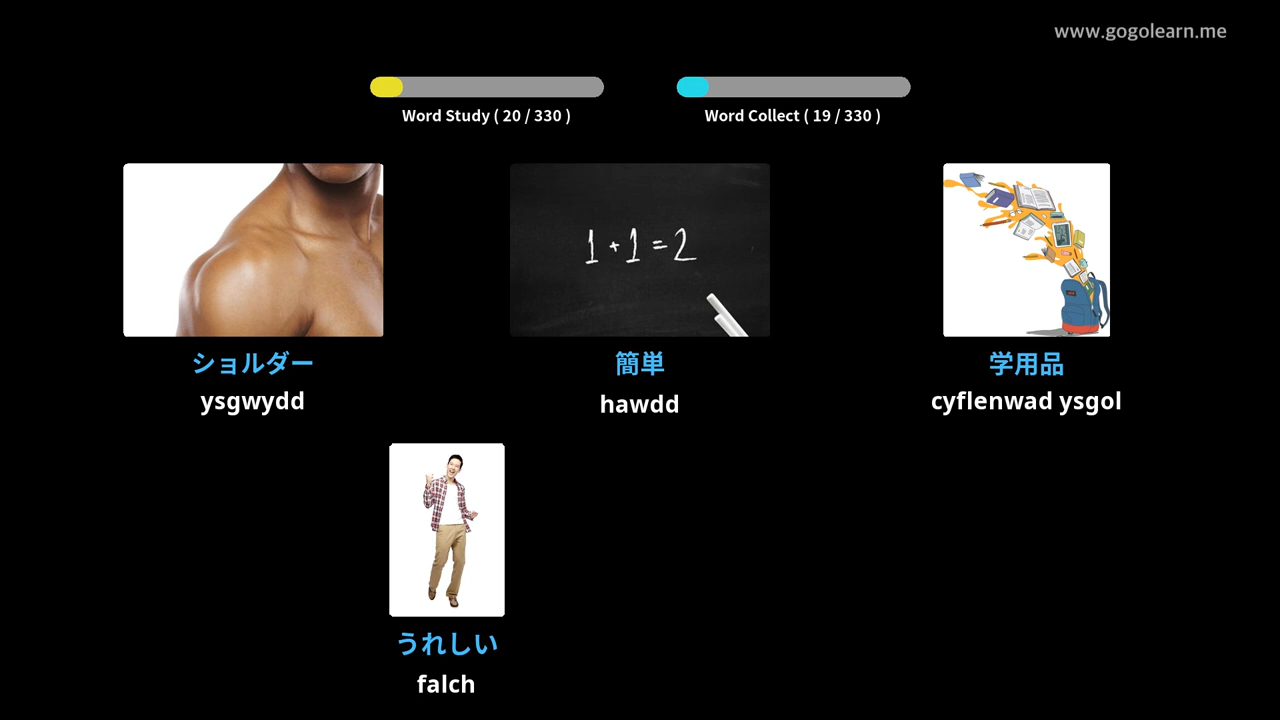 www.gogolearn.me
Word Study ( 20 / 330 )
Word Collect ( 19 / 330 )
1 + 1 = 2
ショルダー
ysgwydd
簡単
hawdd
学用品
cyflenwad ysgol
うれしい
falch